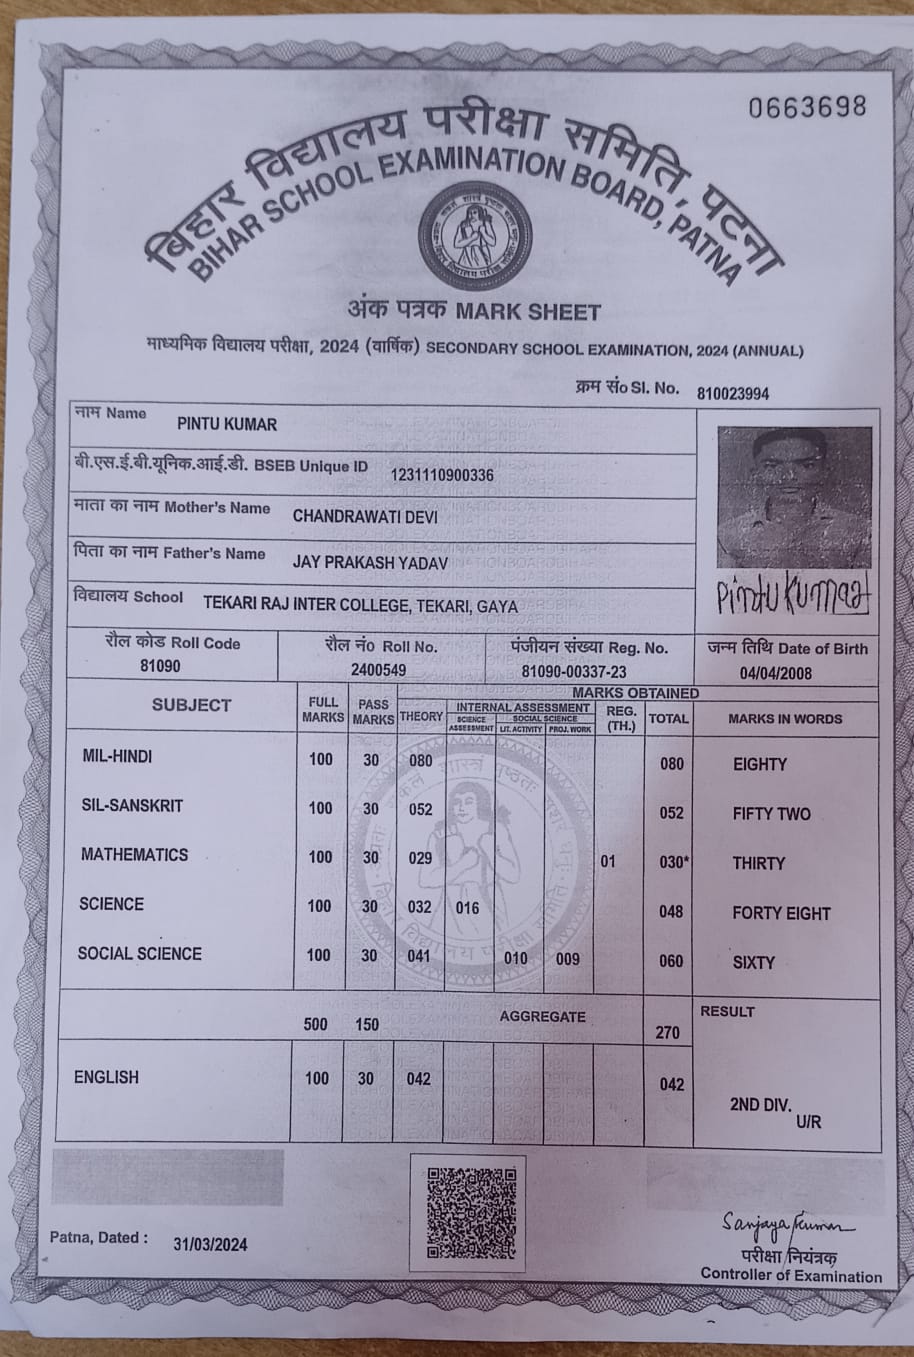 0663698
बिहार विद्यालय परीक्षा समिति, पटना
BIHAR SCHOOL EXAMINATION BOARD, PATNA
अंक पत्रक MARK SHEET
माध्यमिक विद्यालय परीक्षा, 2024 (वार्षिक) SECONDARY SCHOOL EXAMINATION, 2024 (ANNUAL)
क्रम सं० Sl. No. 810023994
नाम Name PINTU KUMAR
बी.एस.ई.बी.यूनिक.आई.डी. BSEB Unique ID 1231110900336
माता का नाम Mother's Name CHANDRAWATI DEVI
पिता का नाम Father's Name JAY PRAKASH YADAV
विद्यालय School TEKARI RAJ INTER COLLEGE, TEKARI, GAYA
रौल कोड Roll Code रौल नं० Roll No. पंजीयन संख्या Reg. No. जन्म तिथि Date of Birth
81090 2400549 81090-00337-23 04/04/2008
SUBJECT FULL MARKS PASS MARKS MARKS OBTAINED
THEORY INTERNAL ASSESSMENT REG. (TH.) TOTAL MARKS IN WORDS
SCIENCE ASSESSMENT SOCIAL SCIENCE LIT. ACTIVITY PROJ. WORK
MIL-HINDI 100 30 080 080 EIGHTY
SIL-SANSKRIT 100 30 052 052 FIFTY TWO
MATHEMATICS 100 30 029 01 030* THIRTY
SCIENCE 100 30 032 016 048 FORTY EIGHT
SOCIAL SCIENCE 100 30 041 010 009 060 SIXTY
500 150 AGGREGATE 270 RESULT
ENGLISH 100 30 042 042
2ND DIV.
U/R
Patna, Dated : 31/03/2024
Sanjaya Kumar
परीक्षा नियंत्रक
Controller of Examination